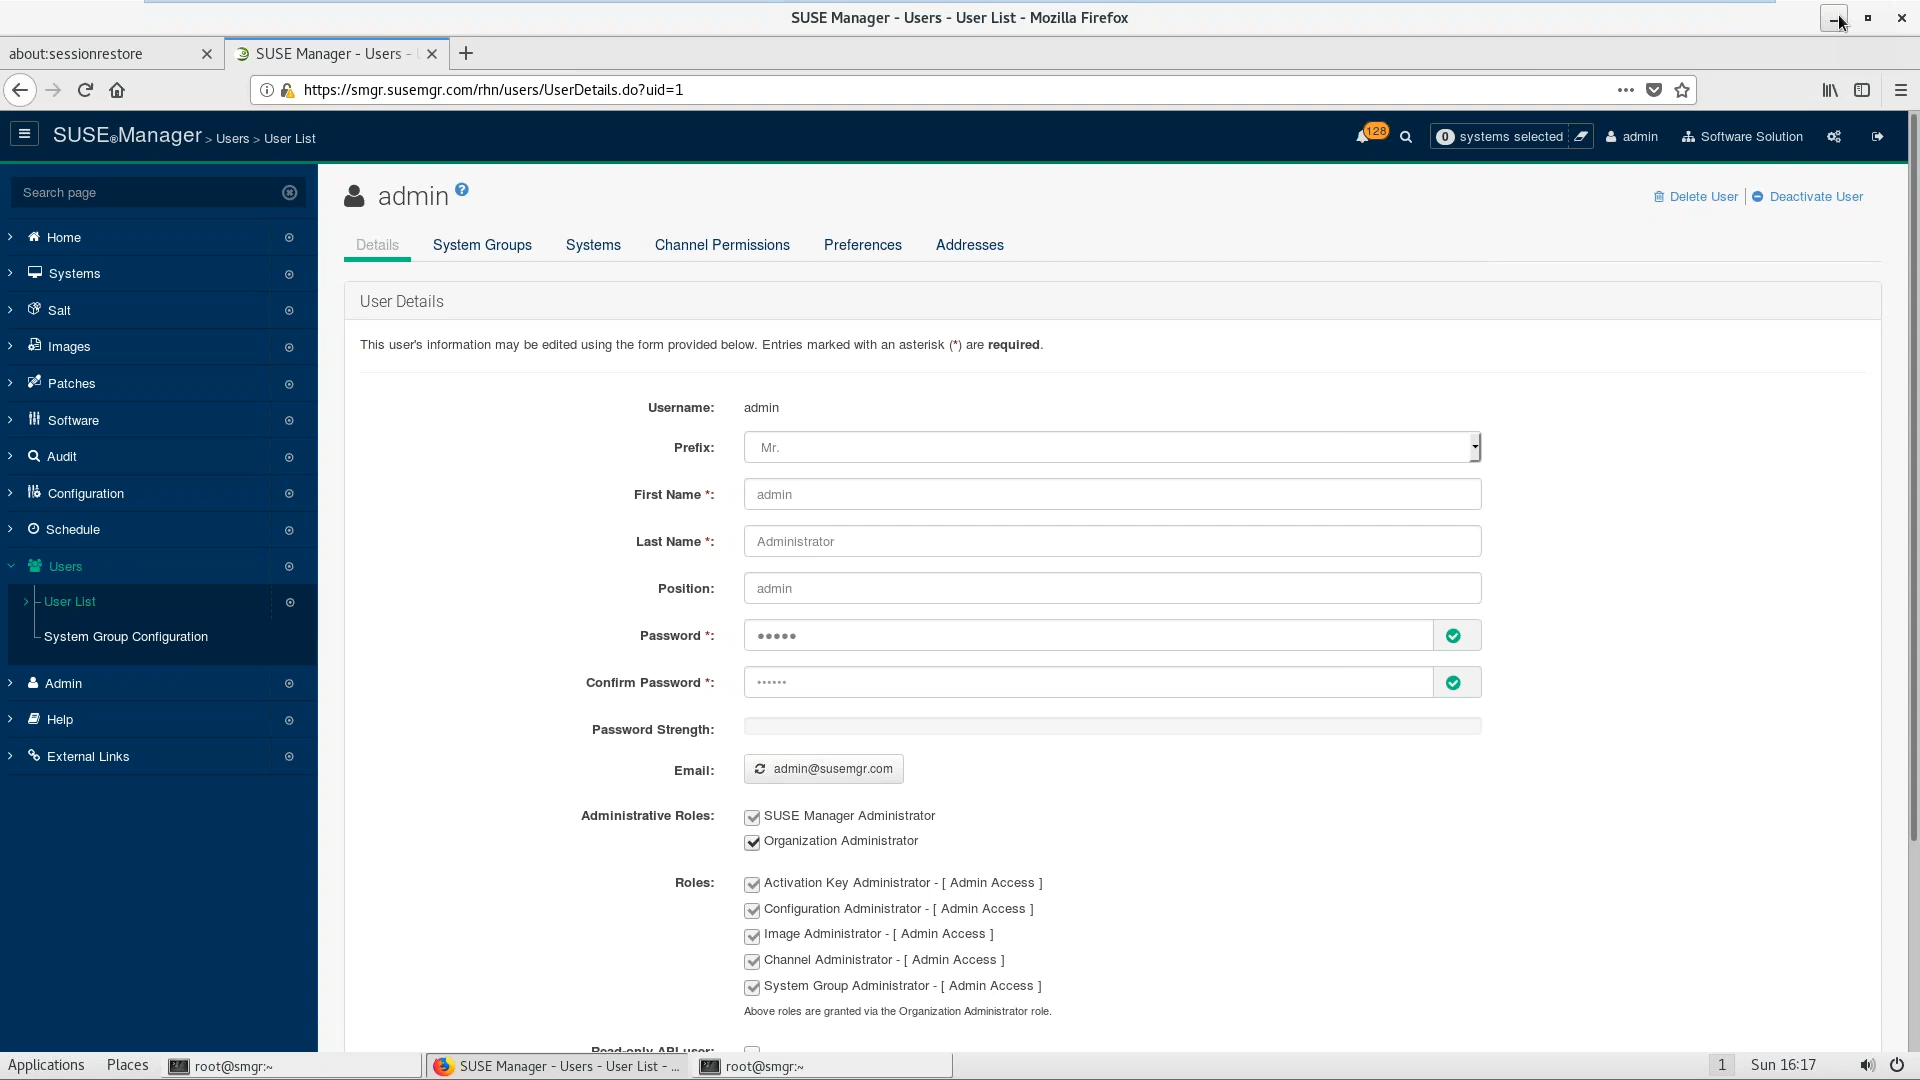 SUSE Manager - Users - User List - Mozilla Firefox
about:sessionrestore
SUSE Manager - Users -
https://smgr.susemgr.com/rhn/users/UserDetails.do?uid=1
SUSE®Manager > Users > User List
128
0 systems selected
admin
Software Solution
Search page
Home
Systems
Salt
Images
Patches
Software
Audit
Configuration
Schedule
Users
User List
System Group Configuration
Admin
Help
External Links
admin ?
Delete User
Deactivate User
Details
System Groups
Systems
Channel Permissions
Preferences
Addresses
User Details
This user's information may be edited using the form provided below. Entries marked with an asterisk (*) are required.
Username: admin
Prefix: Mr.
First Name *: admin
Last Name *: Administrator
Position: admin
Password *: •••••
Confirm Password *: ••••••
Password Strength:
Email: admin@susemgr.com
Administrative Roles: SUSE Manager Administrator
Organization Administrator
Roles: Activation Key Administrator - [ Admin Access ]
Configuration Administrator - [ Admin Access ]
Image Administrator - [ Admin Access ]
Channel Administrator - [ Admin Access ]
System Group Administrator - [ Admin Access ]
Above roles are granted via the Organization Administrator role.
Read-only API user:
Applications
Places
root@smgr:~
SUSE Manager - Users - User List - ...
root@smgr:~
1
Sun 16:17